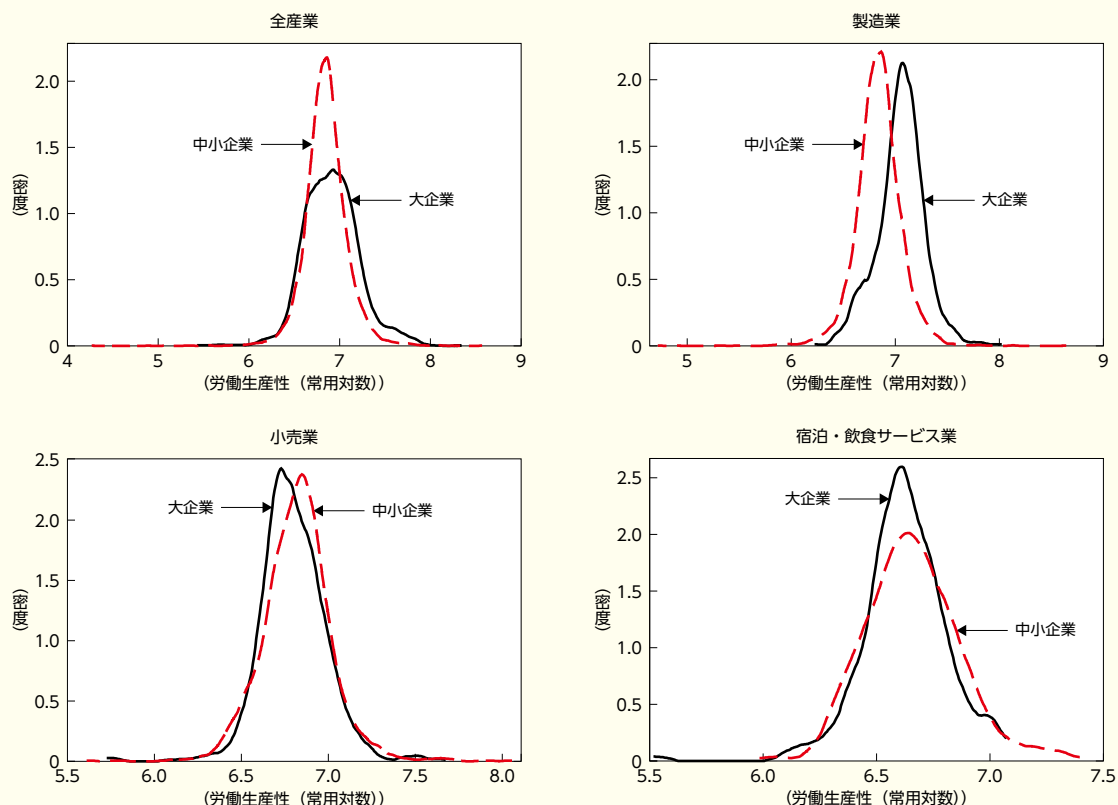 全産業
2.0
1.5
1.0
0.5
0
(密度)
中小企業
大企業
4 5 6 7 8 9
(労働生産性(常用対数))
製造業
2.0
1.5
1.0
0.5
0
(密度)
中小企業
大企業
5 6 7 8 9
(労働生産性(常用対数))
小売業
2.5
2.0
1.5
1.0
0.5
0
(密度)
大企業
中小企業
5.5 6.0 6.5 7.0 7.5 8.0
(労働生産性(常用対数))
宿泊・飲食サービス業
2.5
2.0
1.5
1.0
0.5
0
(密度)
大企業
中小企業
5.5 6.0 6.5 7.0 7.5
(労働生産性(常用対数))